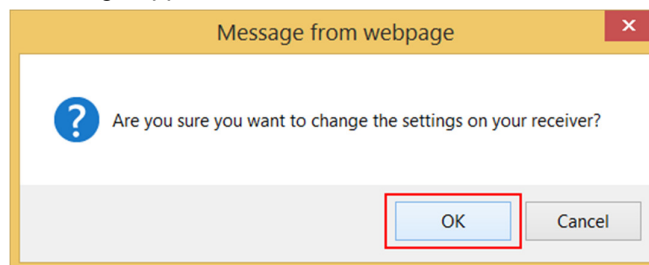 Message from webpage
Are you sure you want to change the settings on your receiver?
OK Cancel